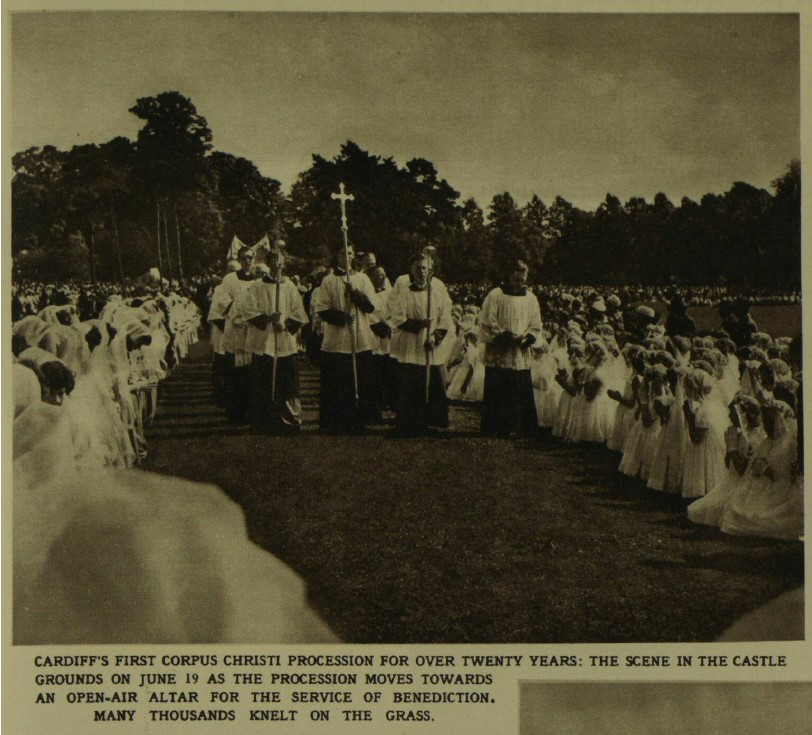 CARDIFF'S FIRST CORPUS CHRISTI PROCESSION FOR OVER TWENTY YEARS: THE SCENE IN THE CASTLE
GROUNDS ON JUNE 19 AS THE PROCESSION MOVES TOWARDS
AN OPEN-AIR ALTAR FOR THE SERVICE OF BENEDICTION.
MANY THOUSANDS KNELT ON THE GRASS.